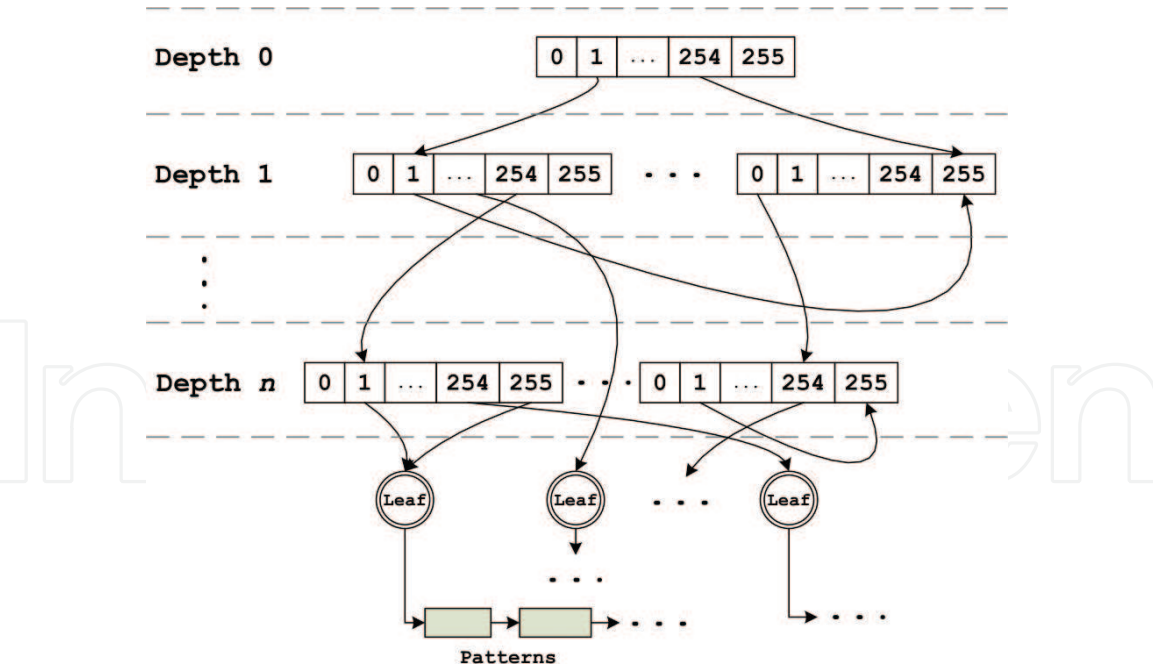 Depth 0
0 1 ... 254 255
Depth 1
0 1 ... 254 255 . . . 0 1 ... 254 255
Depth n
0 1 ... 254 255 . . . 0 1 ... 254 255
Leaf Leaf . . . Leaf
. . .
. . . . . . .
Patterns